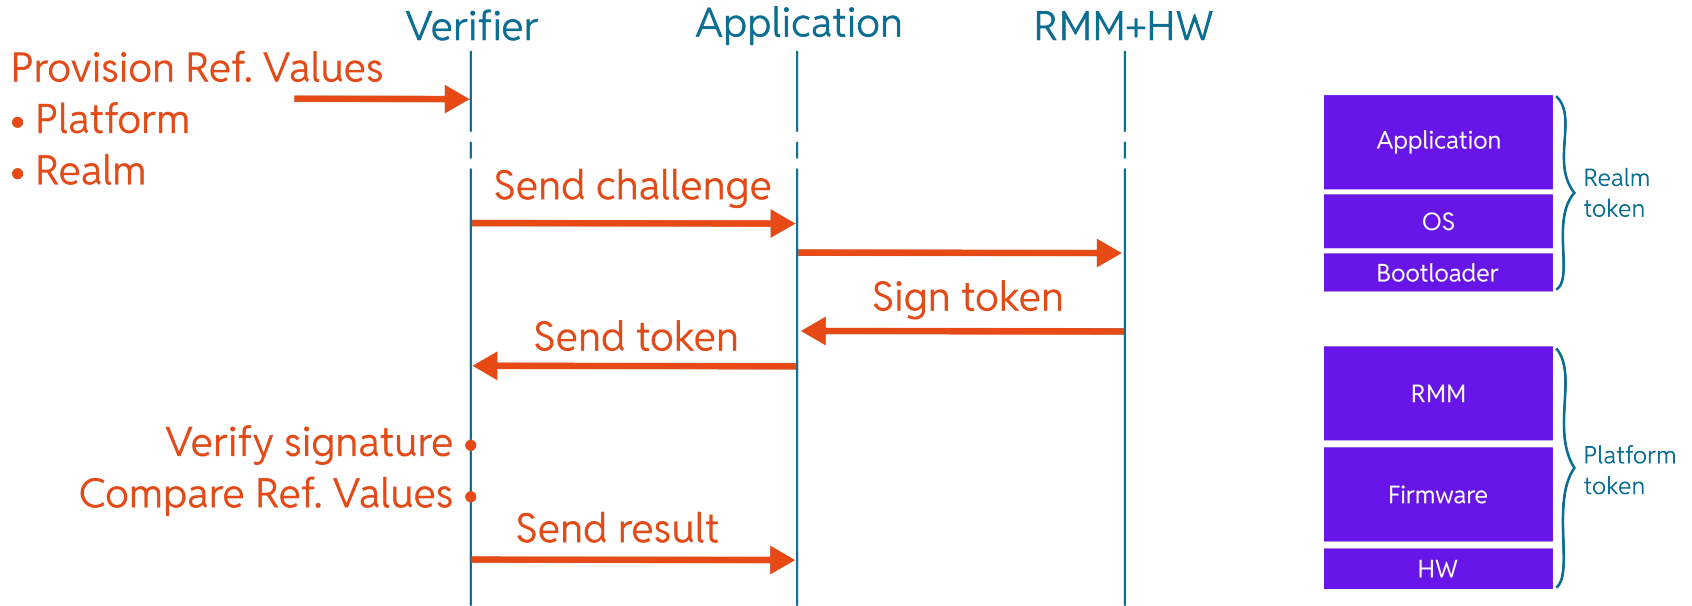 Verifier
Application
RMM+HW
Provision Ref. Values
• Platform
• Realm
Send challenge
Sign token
Send token
Verify signature
Compare Ref. Values
Send result
Application
OS
Bootloader
Realm
token
RMM
Firmware
HW
Platform
token